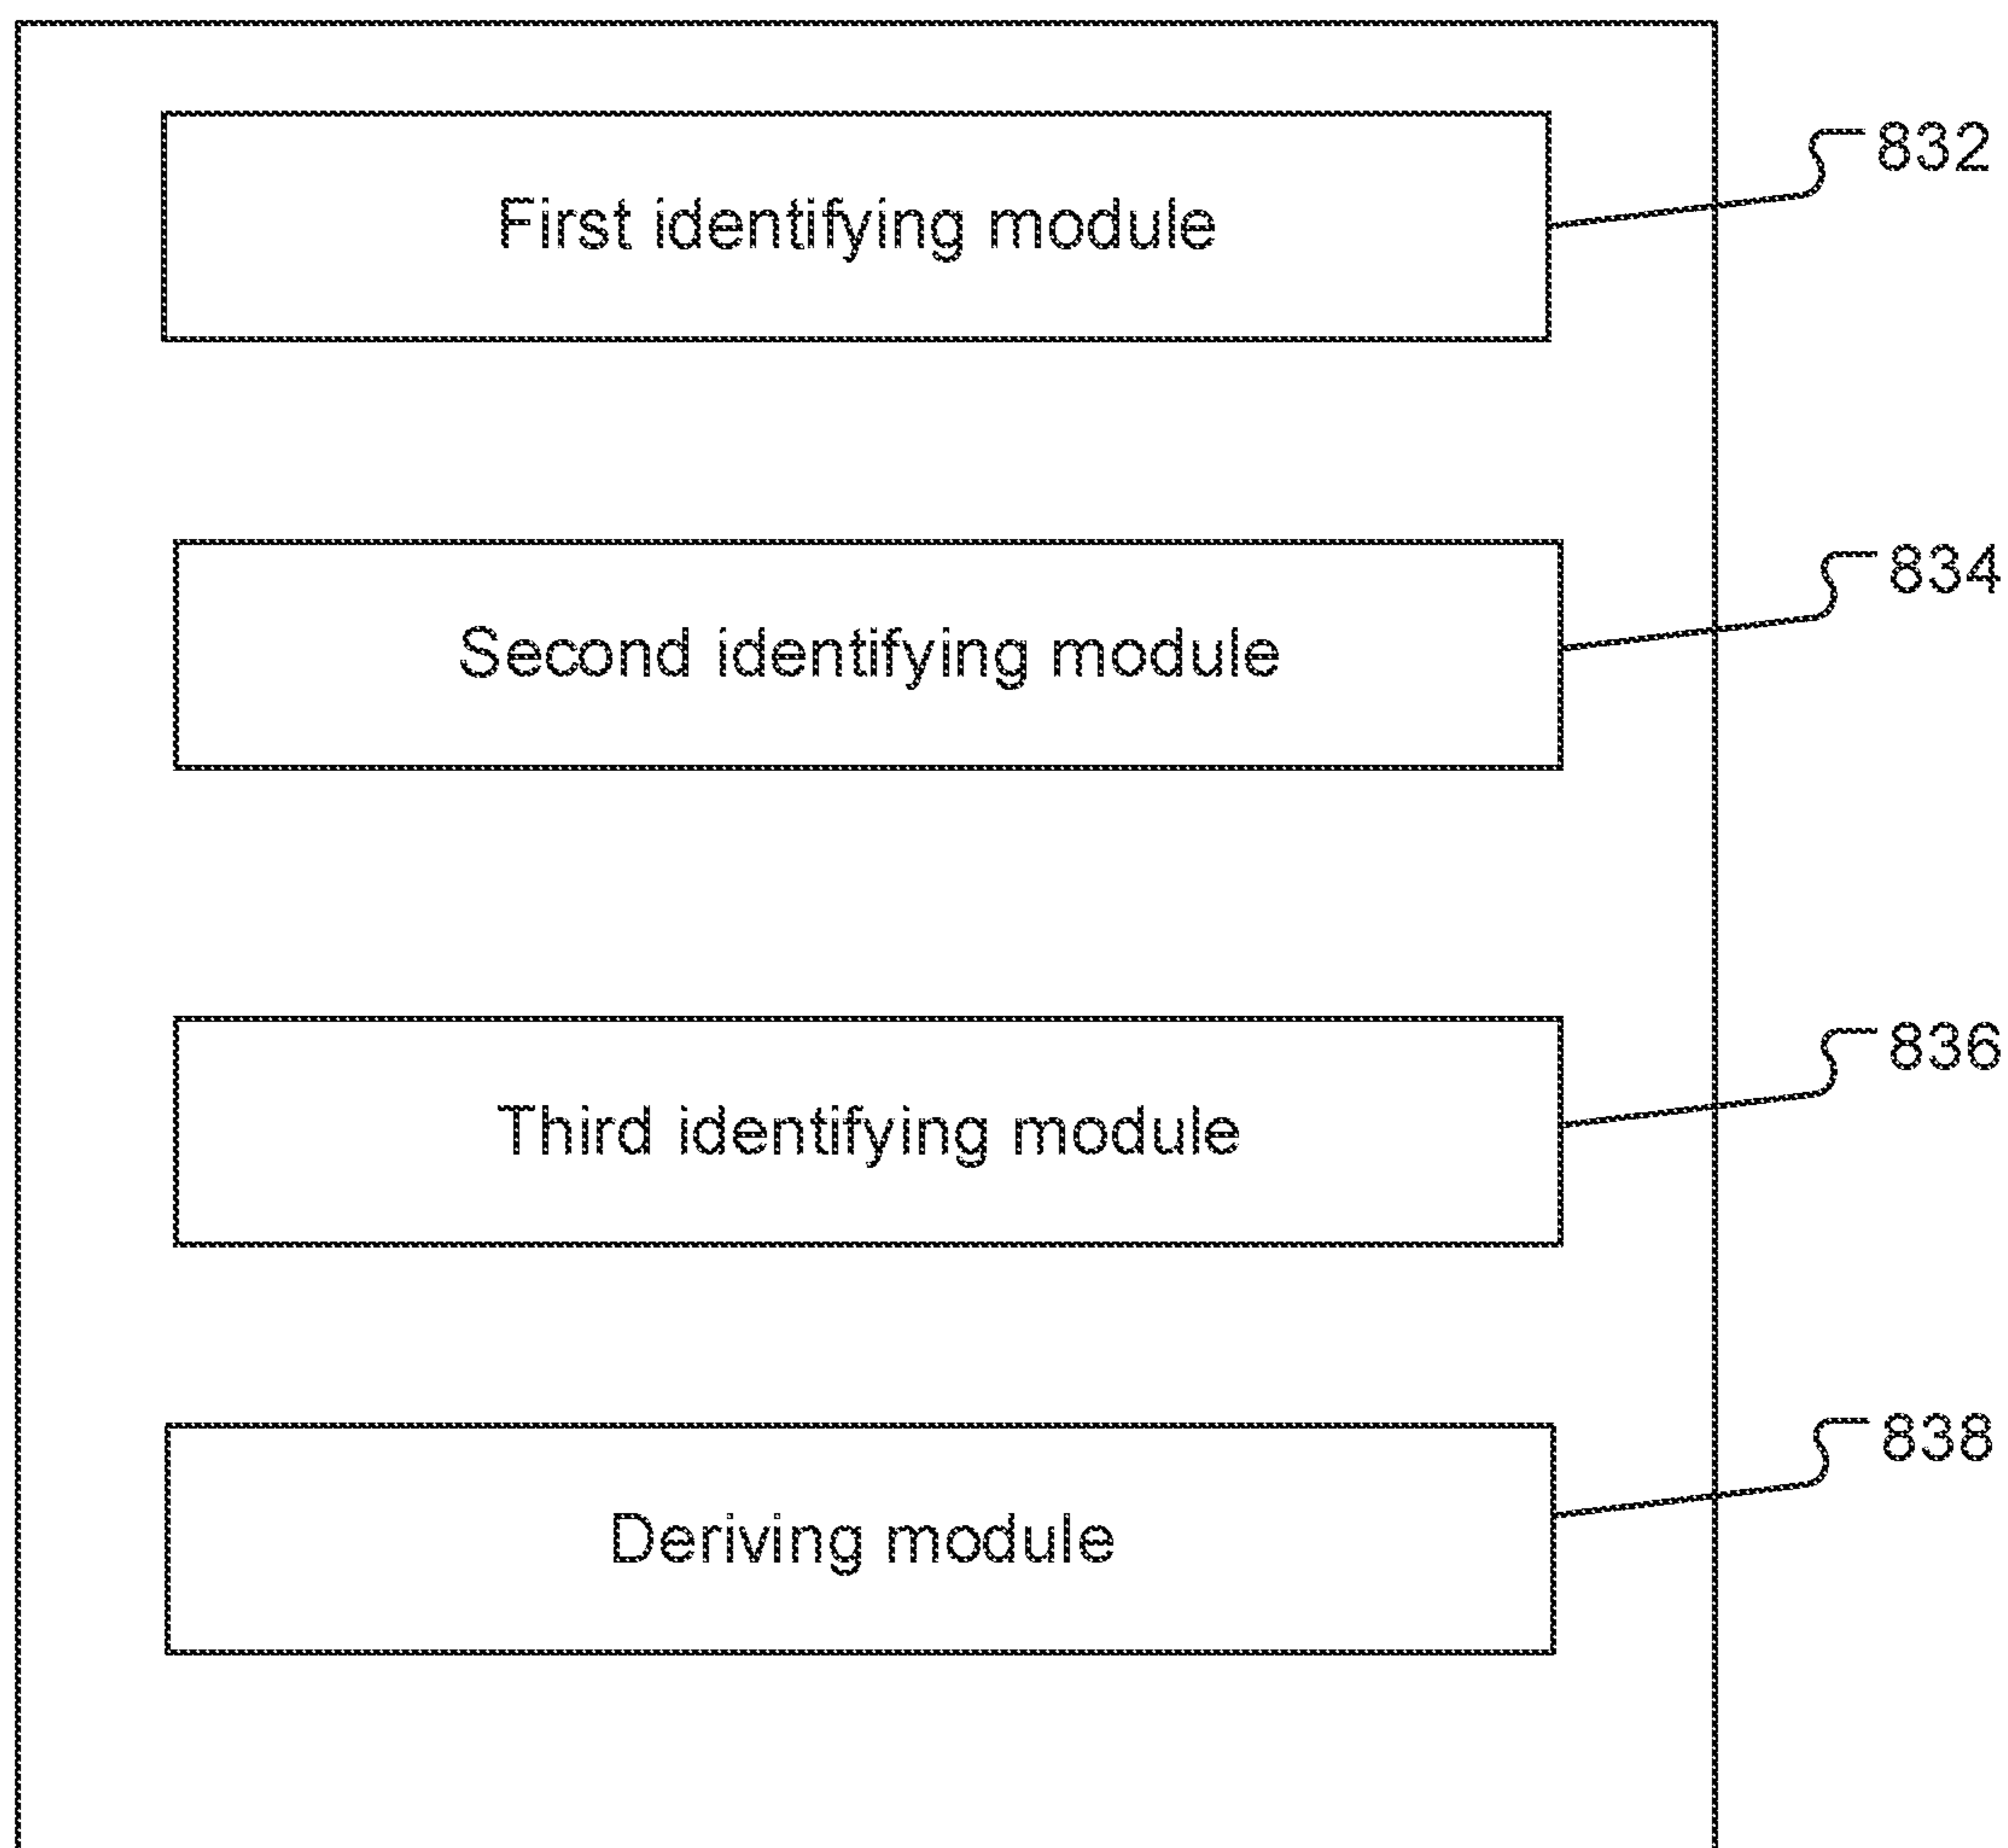 First identifying module
832
Second identifying module
834
Third identifying module
836
Deriving module
838